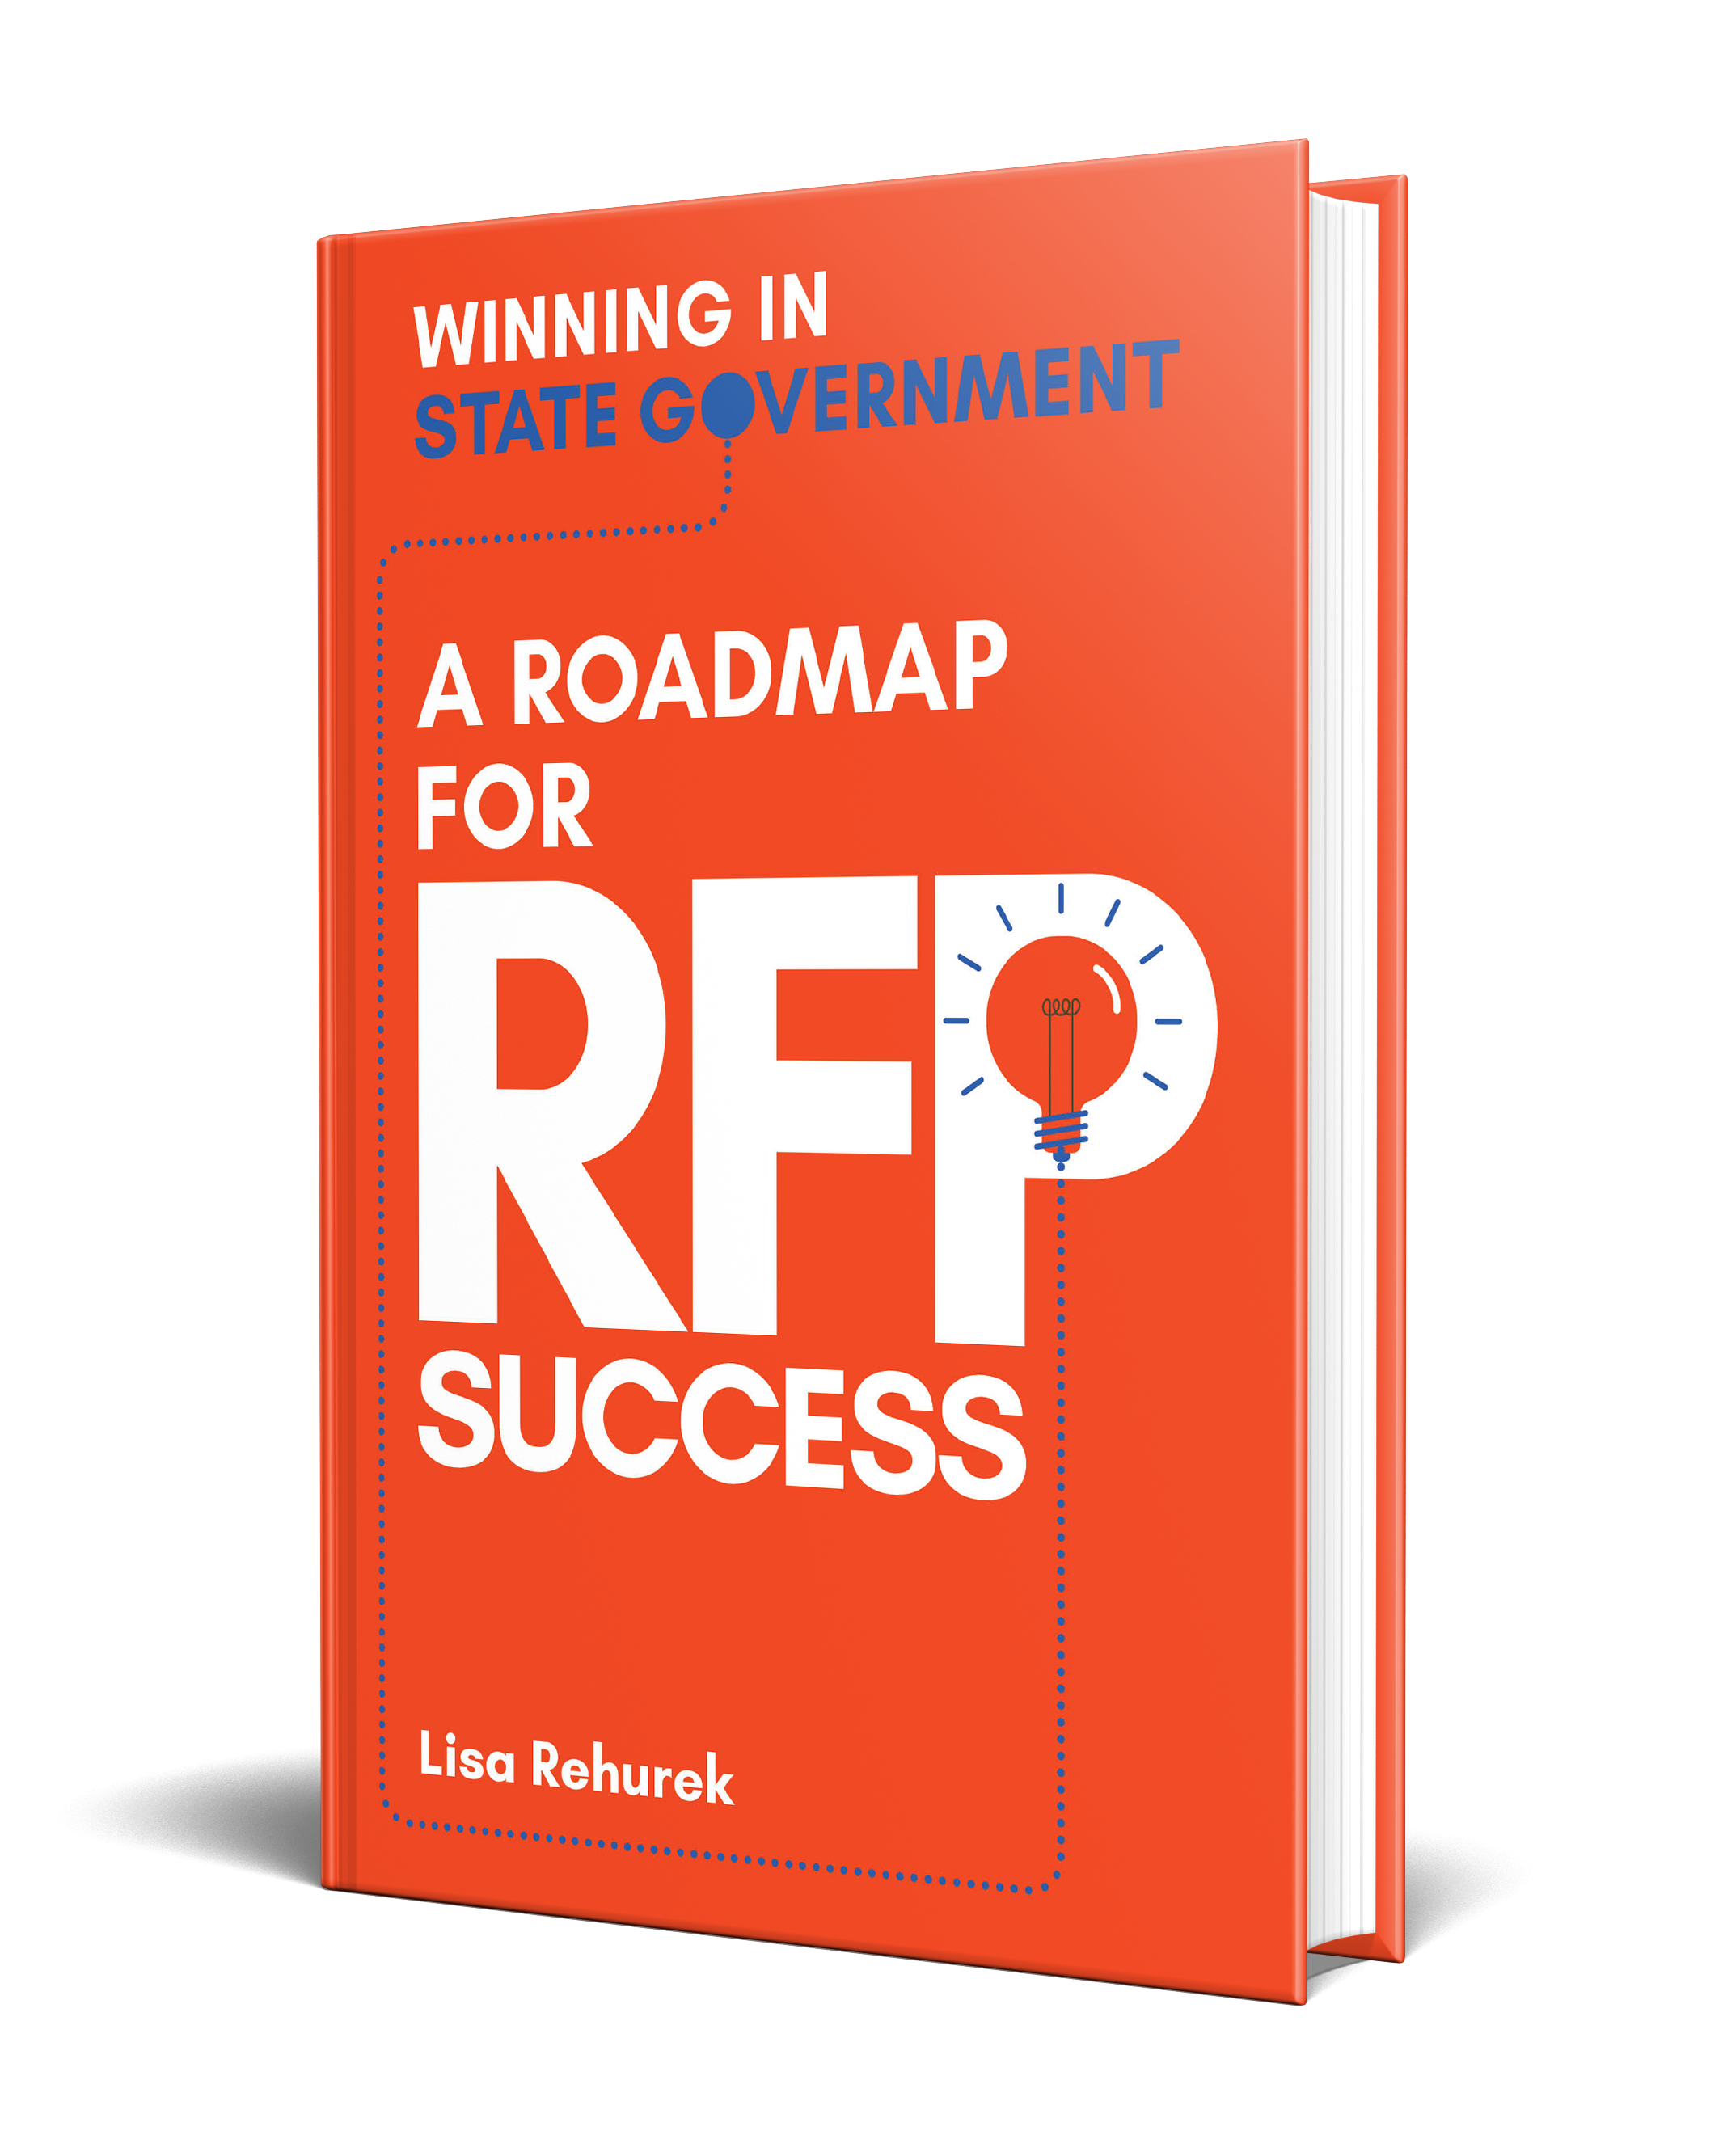 WINNING IN
STATE GOVERNMENT
A ROADMAP
FOR
RFP
SUCCESS
Lisa Rehurek